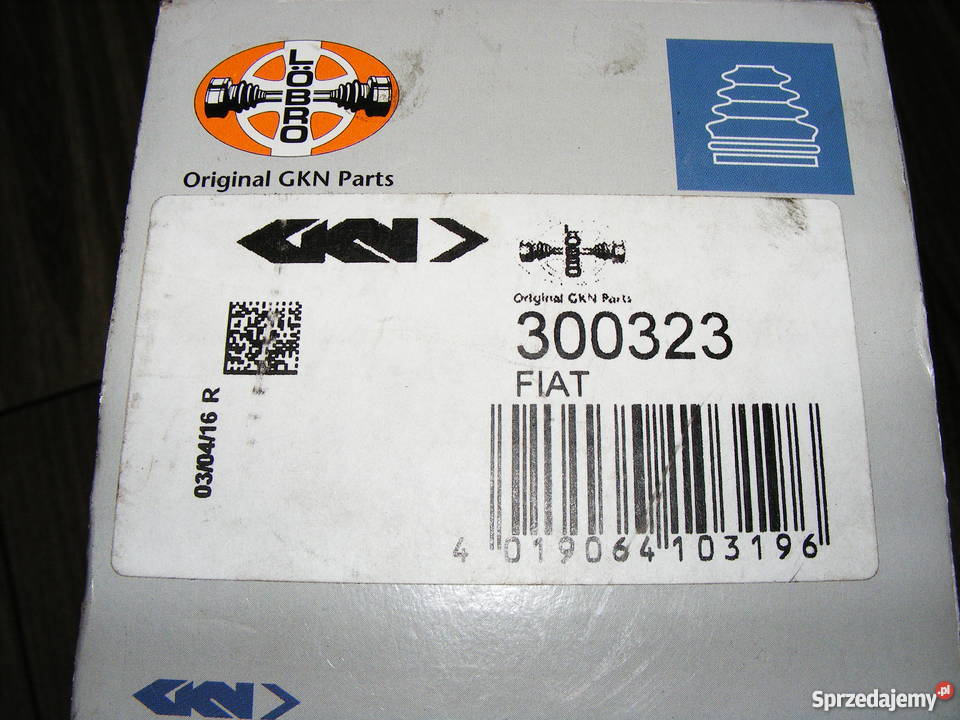 LÖBRO
Original GKN Parts
GKN
LÖBRO
Original GKN Parts
300323
FIAT
03/04/16 R
4 019064 103196
GKN
Sprzedajemy.pl